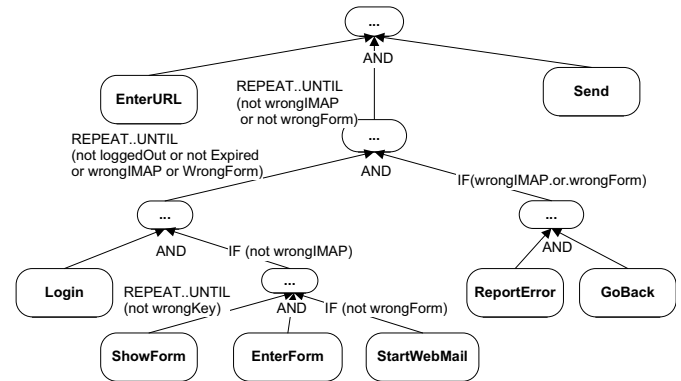 ...
AND
EnterURL
REPEAT..UNTIL
(not wrongIMAP
or not wrongForm)
Send
...
REPEAT..UNTIL
(not loggedOut or not Expired
or wrongIMAP or WrongForm)
AND
IF(wrongIMAP.or.wrongForm)
...
...
AND
IF (not wrongIMAP)
AND
Login
...
ReportError
GoBack
REPEAT..UNTIL
(not wrongKey)
AND
IF (not wrongForm)
ShowForm
EnterForm
StartWebMail